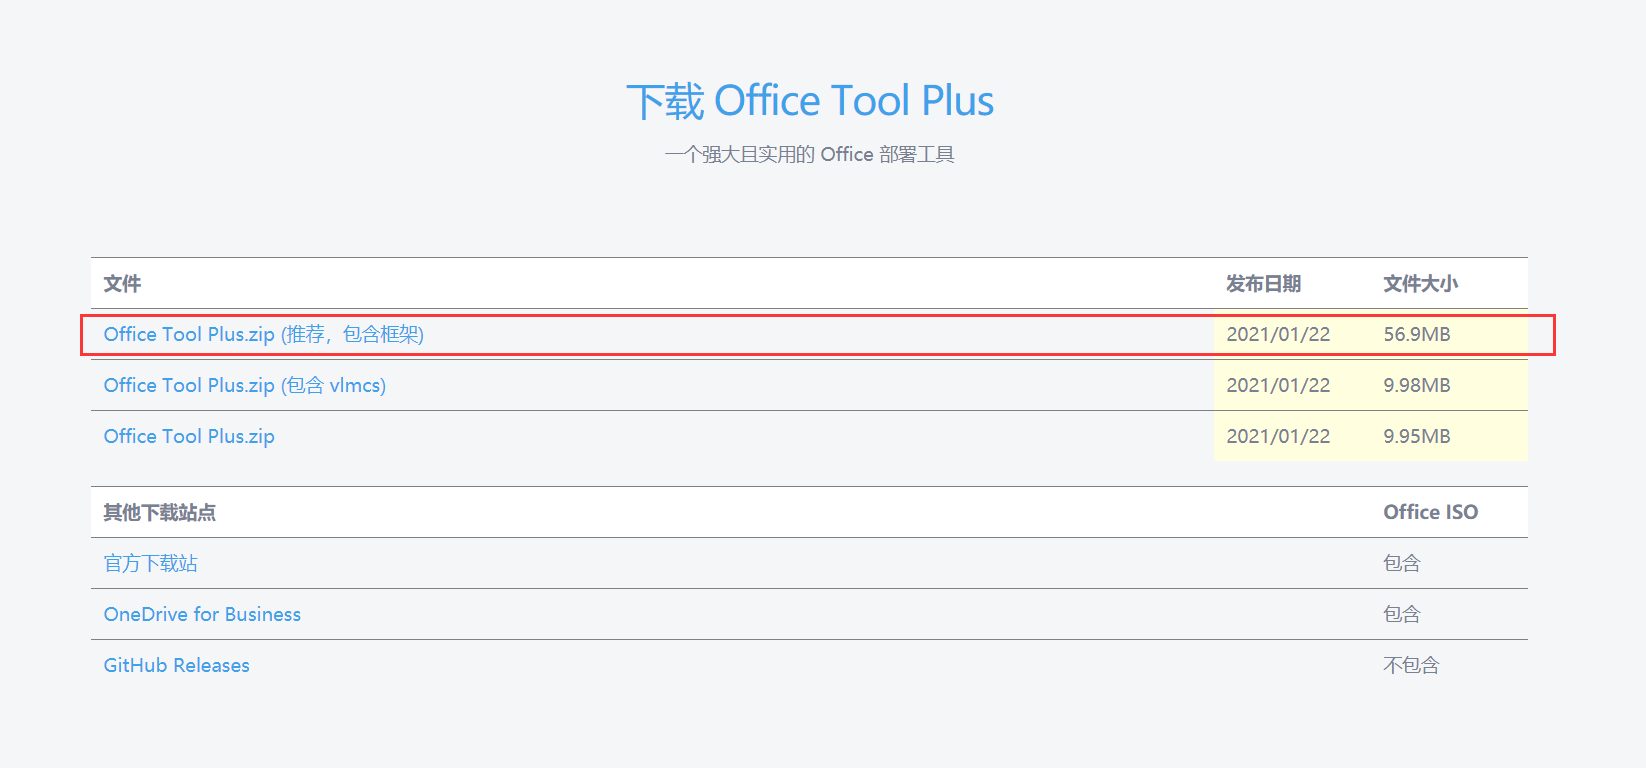 下载 Office Tool Plus
一个强大且实用的 Office 部署工具
文件 发布日期 文件大小
Office Tool Plus.zip (推荐，包含框架) 2021/01/22 56.9MB
Office Tool Plus.zip (包含 vlmcs) 2021/01/22 9.98MB
Office Tool Plus.zip 2021/01/22 9.95MB
其他下载站点 Office ISO
官方下载站 包含
OneDrive for Business 包含
GitHub Releases 不包含